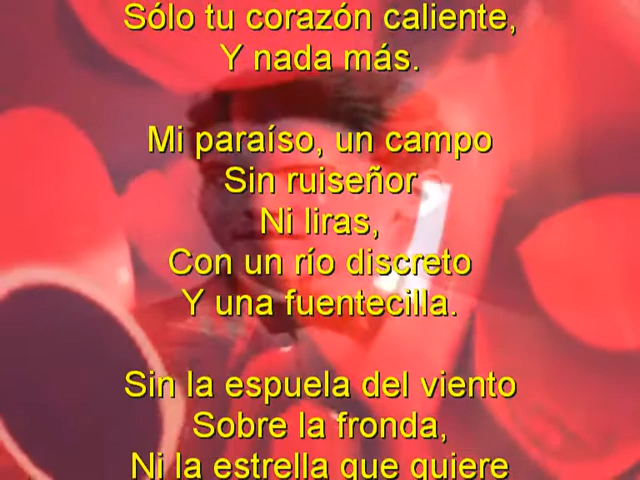 Sólo tu corazón caliente,
Y nada más.
Mi paraíso, un campo
Sin ruiseñor
Ni liras,
Con un río discreto
Y una fuentecilla.
Sin la espuela del viento
Sobre la fronda,
Ni la estrella que quiere